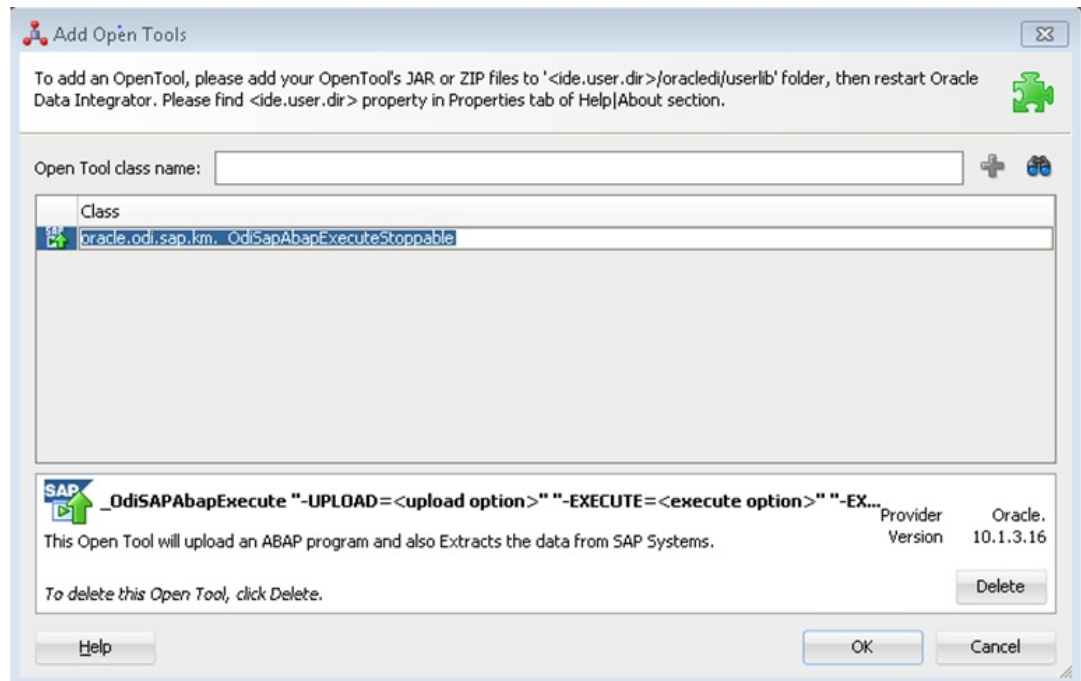 Add Open Tools
To add an OpenTool, please add your OpenTool's JAR or ZIP files to '<ide.user.dir>/oracledi/userlib' folder, then restart Oracle
Data Integrator. Please find <ide.user.dir> property in Properties tab of Help|About section.
Open Tool class name:
Class
SAP oracle.odi.sap.km._OdiSapAbapExecuteStoppable
SAP _OdiSAPAbapExecute "-UPLOAD=<upload option>" "-EXECUTE=<execute option>" "-EX...
Provider Oracle.
This Open Tool will upload an ABAP program and also Extracts the data from SAP Systems. Version 10.1.3.16
To delete this Open Tool, click Delete. Delete
Help OK Cancel